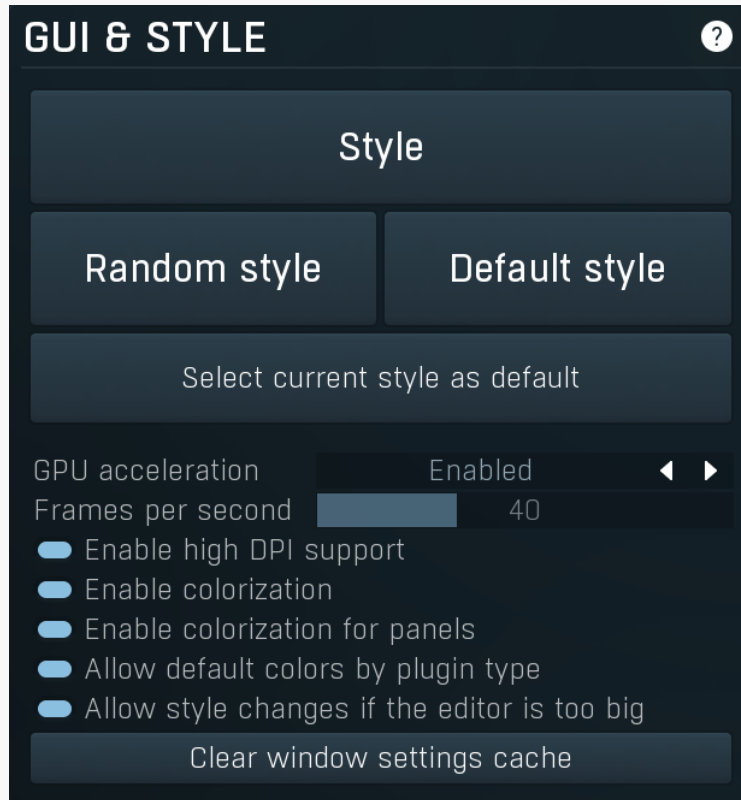 GUI & STYLE ?
Style
Random style Default style
Select current style as default
GPU acceleration Enabled
Frames per second 40
Enable high DPI support
Enable colorization
Enable colorization for panels
Allow default colors by plugin type
Allow style changes if the editor is too big
Clear window settings cache